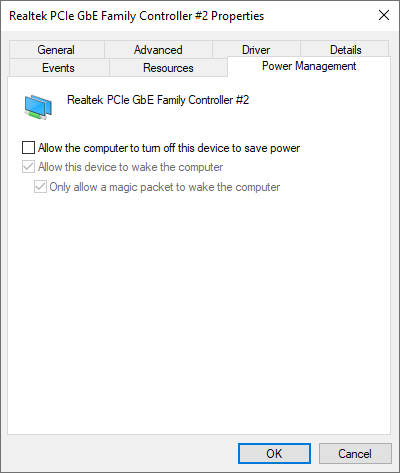 Realtek PCIe GbE Family Controller #2 Properties
General Advanced Driver Details
Events Resources Power Management
Realtek PCIe GbE Family Controller #2
Allow the computer to turn off this device to save power
Allow this device to wake the computer
Only allow a magic packet to wake the computer
OK Cancel